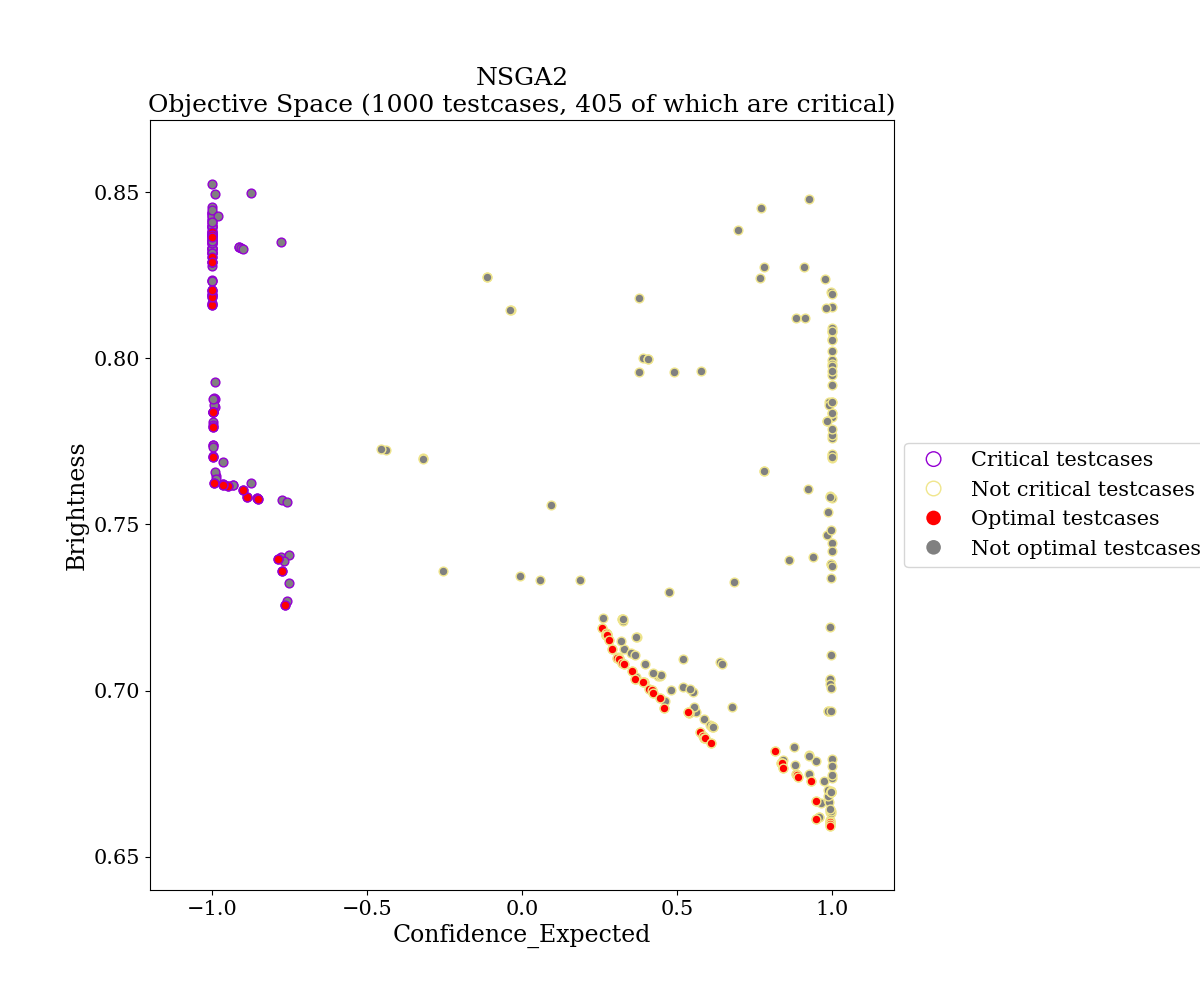 NSGA2
Objective Space (1000 testcases, 405 of which are critical)
0.85
0.80
0.75
0.70
0.65
Brightness
−1.0
−0.5
0.0
0.5
1.0
Confidence_Expected
Critical testcases
Not critical testcases
Optimal testcases
Not optimal testcases